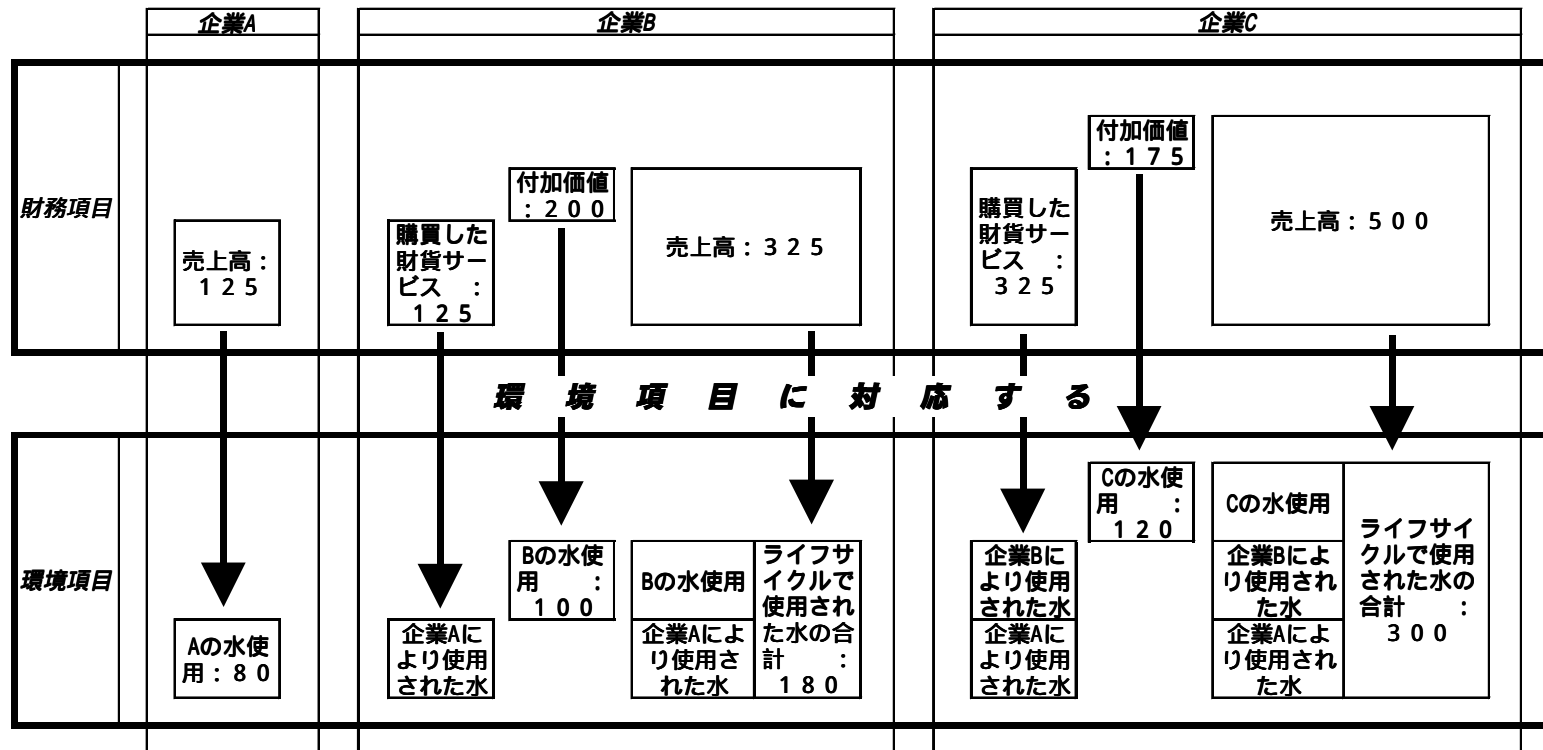 企業A
企業B
企業C
財務項目
売上高：
１２５
購買した
財貨サー
ビス　：
１２５
付加価値
：２００
売上高：３２５
購買した
財貨サー
ビス　：
３２５
付加価値
：１７５
売上高：５００
環境項目に対応する
環境項目
Aの水使
用：８０
企業Aに
より使用
された水
Bの水使
用　：
１００
Bの水使用
企業Aによ
り使用さ
れた水
ライフサ
イクルで
使用され
た水の合
計　：
１８０
企業Bに
より使用
された水
企業Aに
より使用
された水
Cの水使
用　：
１２０
Cの水使用
企業Bによ
り使用され
た水
企業Aによ
り使用され
た水
ライフサイ
クルで使用
された水の
合計　：
３００